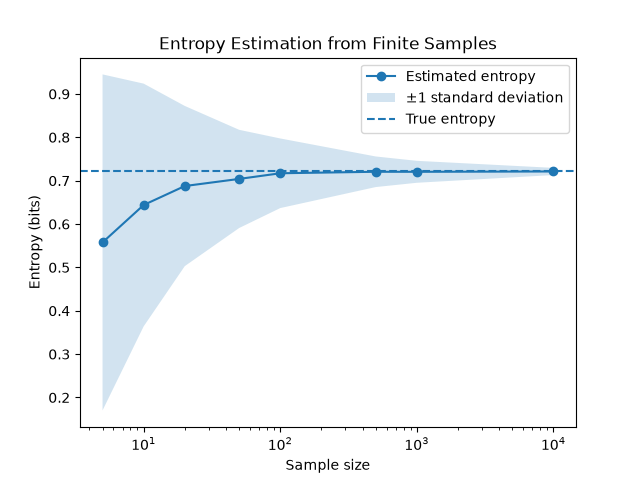 Entropy Estimation from Finite Samples
Estimated entropy
±1 standard deviation
True entropy
Entropy (bits)
0.9
0.8
0.7
0.6
0.5
0.4
0.3
0.2
10¹
10²
10³
10⁴
Sample size